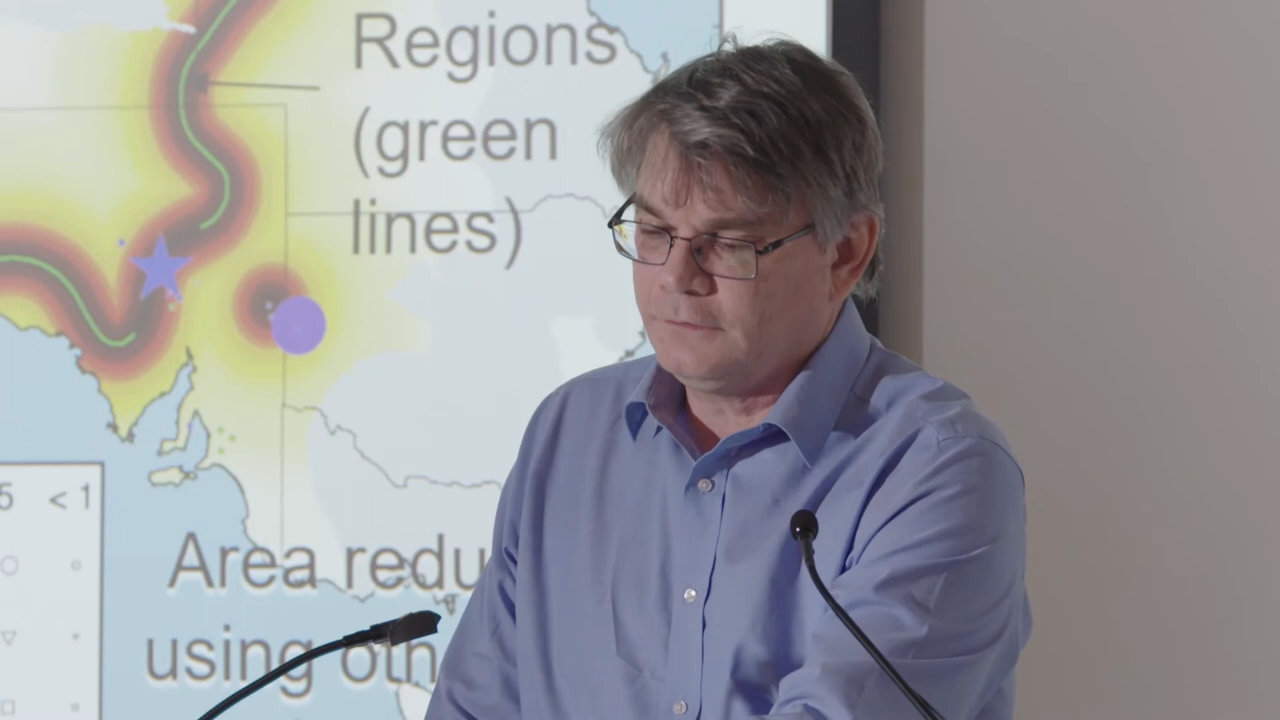 Regions
(green
lines)
5 < 1
Area redu
using oth